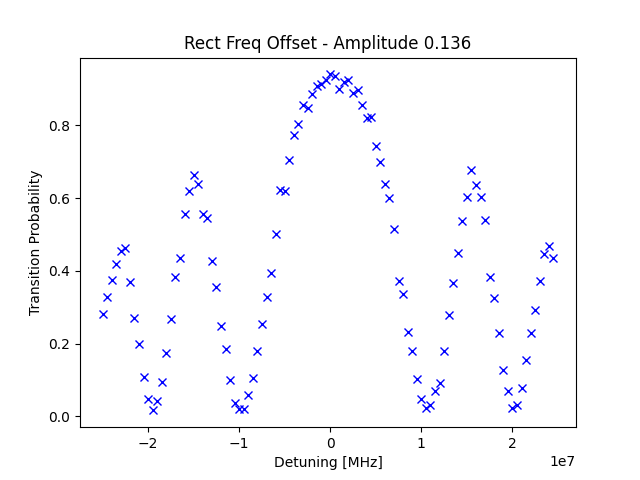 Rect Freq Offset - Amplitude 0.136
Transition Probability
0.8
0.6
0.4
0.2
0.0
−2
−1
0
1
2
1e7
Detuning [MHz]